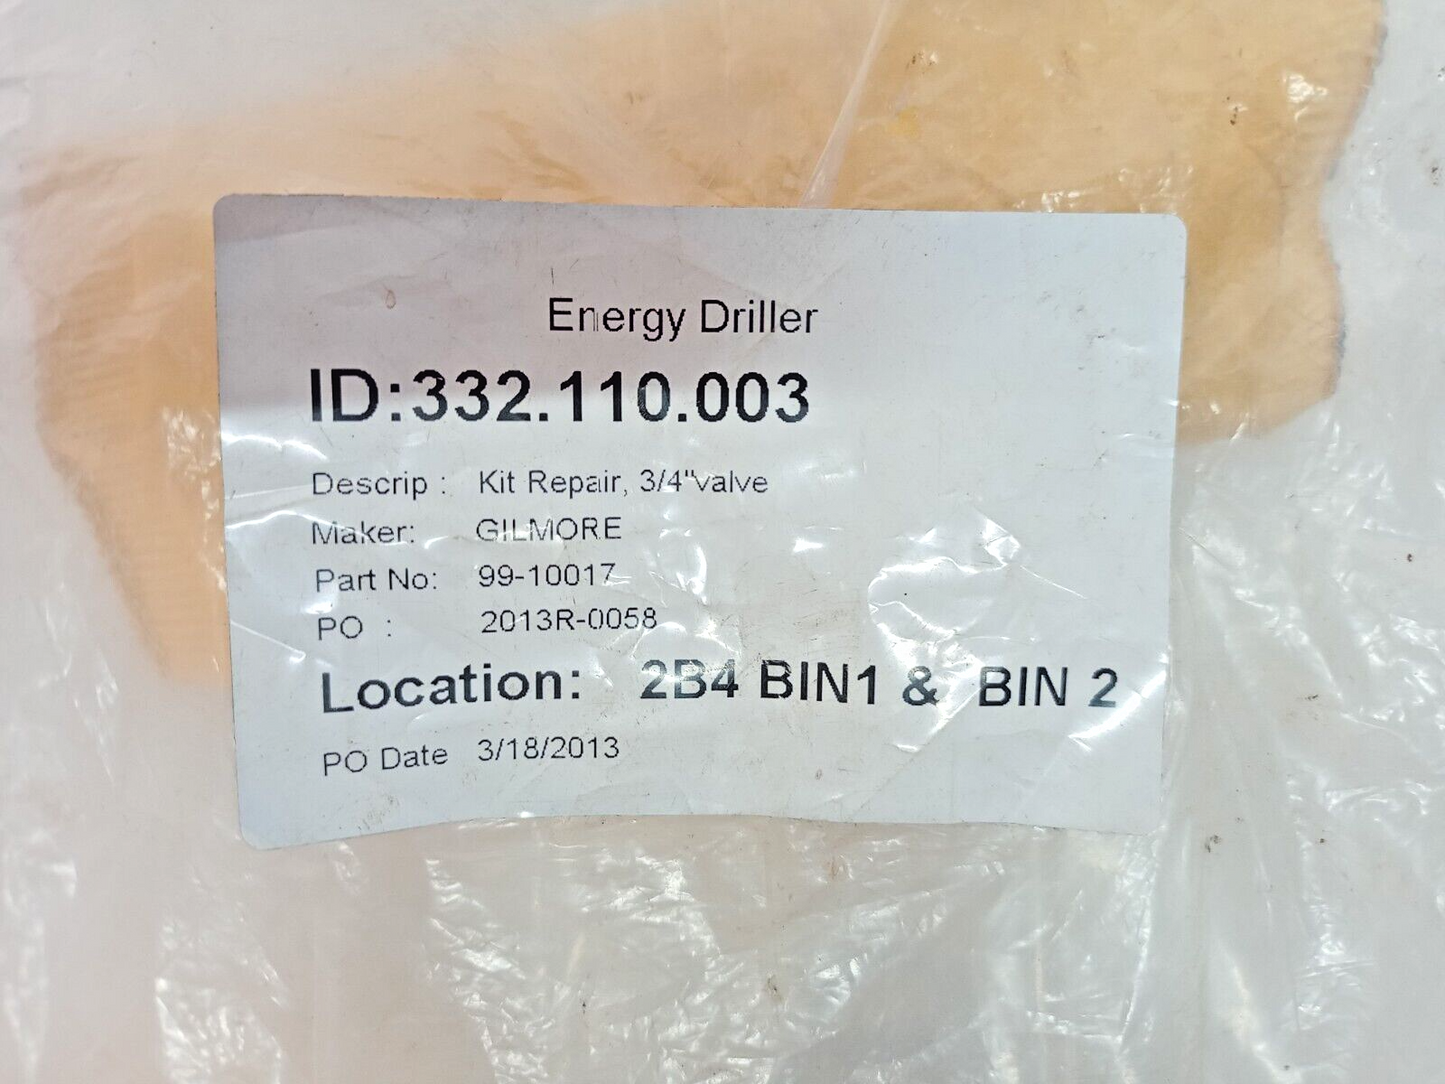 Energy Driller
ID:332.110.003
Descrip : Kit Repair, 3/4"valve
Maker: GILMORE
Part No: 99-10017
PO : 2013R-0058
Location: 2B4 BIN1 & BIN 2
PO Date 3/18/2013